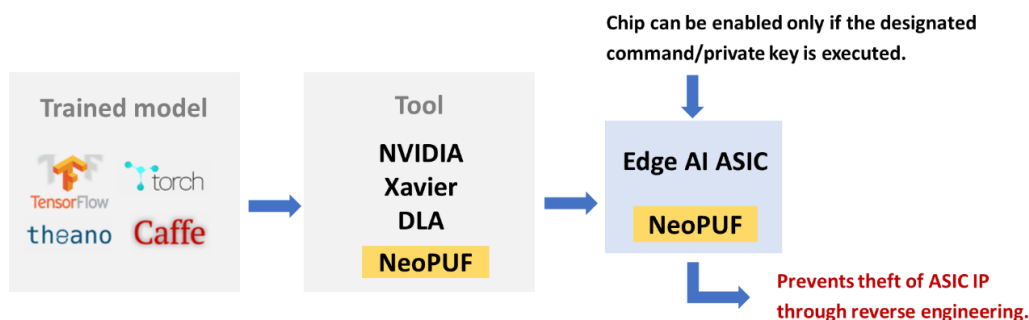 Chip can be enabled only if the designated
command/private key is executed.
Trained model
TensorFlow
torch
theano
Caffe
Tool
NVIDIA
Xavier
DLA
NeoPUF
Edge AI ASIC
NeoPUF
Prevents theft of ASIC IP
through reverse engineering.